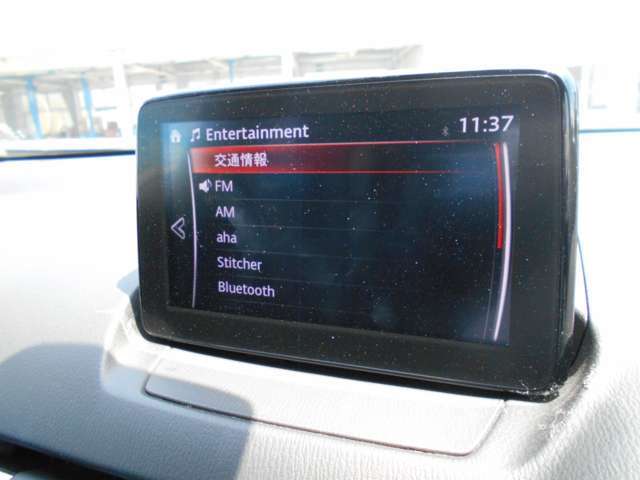 Entertainment 11:37
交通情報
FM
AM
aha
Stitcher
Bluetooth